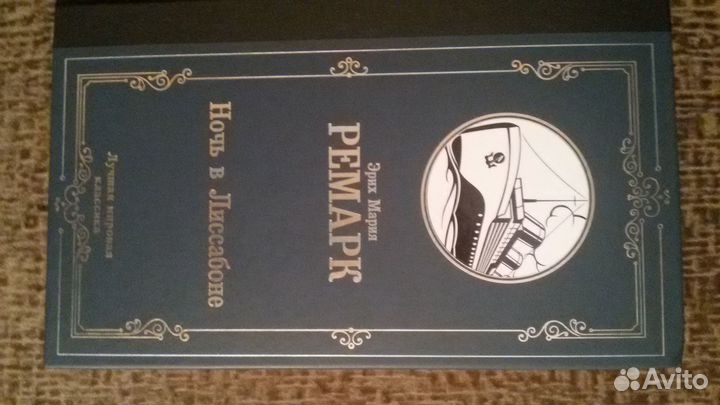 Эрих Мария
РЕМАРК
Ночь в Лиссабоне
Лучшая мировая
классика
Avito